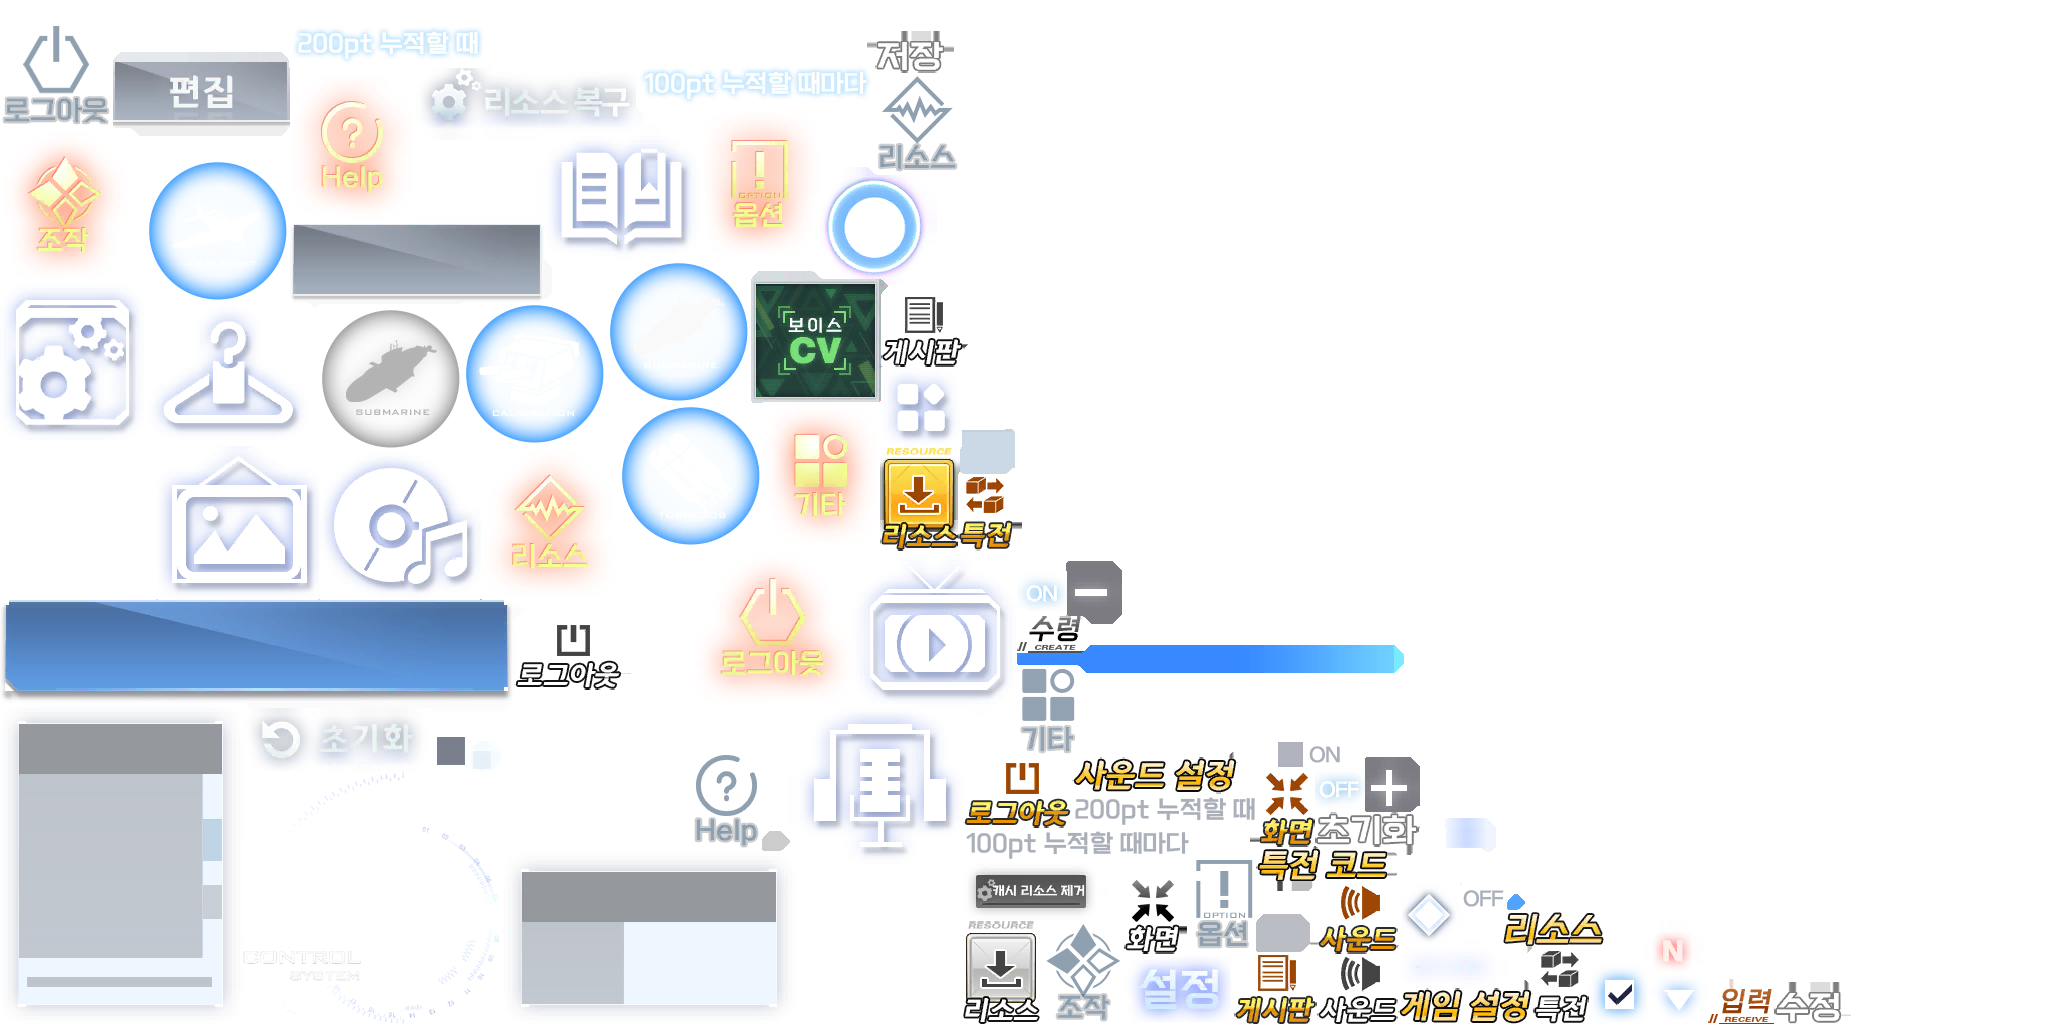 로그아웃
편집
200pt 누적할 때
Help
리소스 복구
100pt 누적할 때마다
저장
리소스
조작
OPTION
옵션
SUBMARINE
CALIBRATION
SUBMARINE
보이스
CV
게시판
RESOURCE
리소스
특전
기타
리소스
로그아웃
로그아웃
ON
수령
// CREATE
기타
초기화
Help
CONTROL
SYSTEM
로그아웃
사운드 설정
200pt 누적할 때
100pt 누적할 때마다
ON
OFF
화면
초기화
특전 코드
캐시 리소스 제거
RESOURCE
리소스
조작
화면
OPTION
옵션
설정
사운드
게시판
사운드
OFF
리소스
게임 설정
특전
N
입력
// RECEIVE
수정